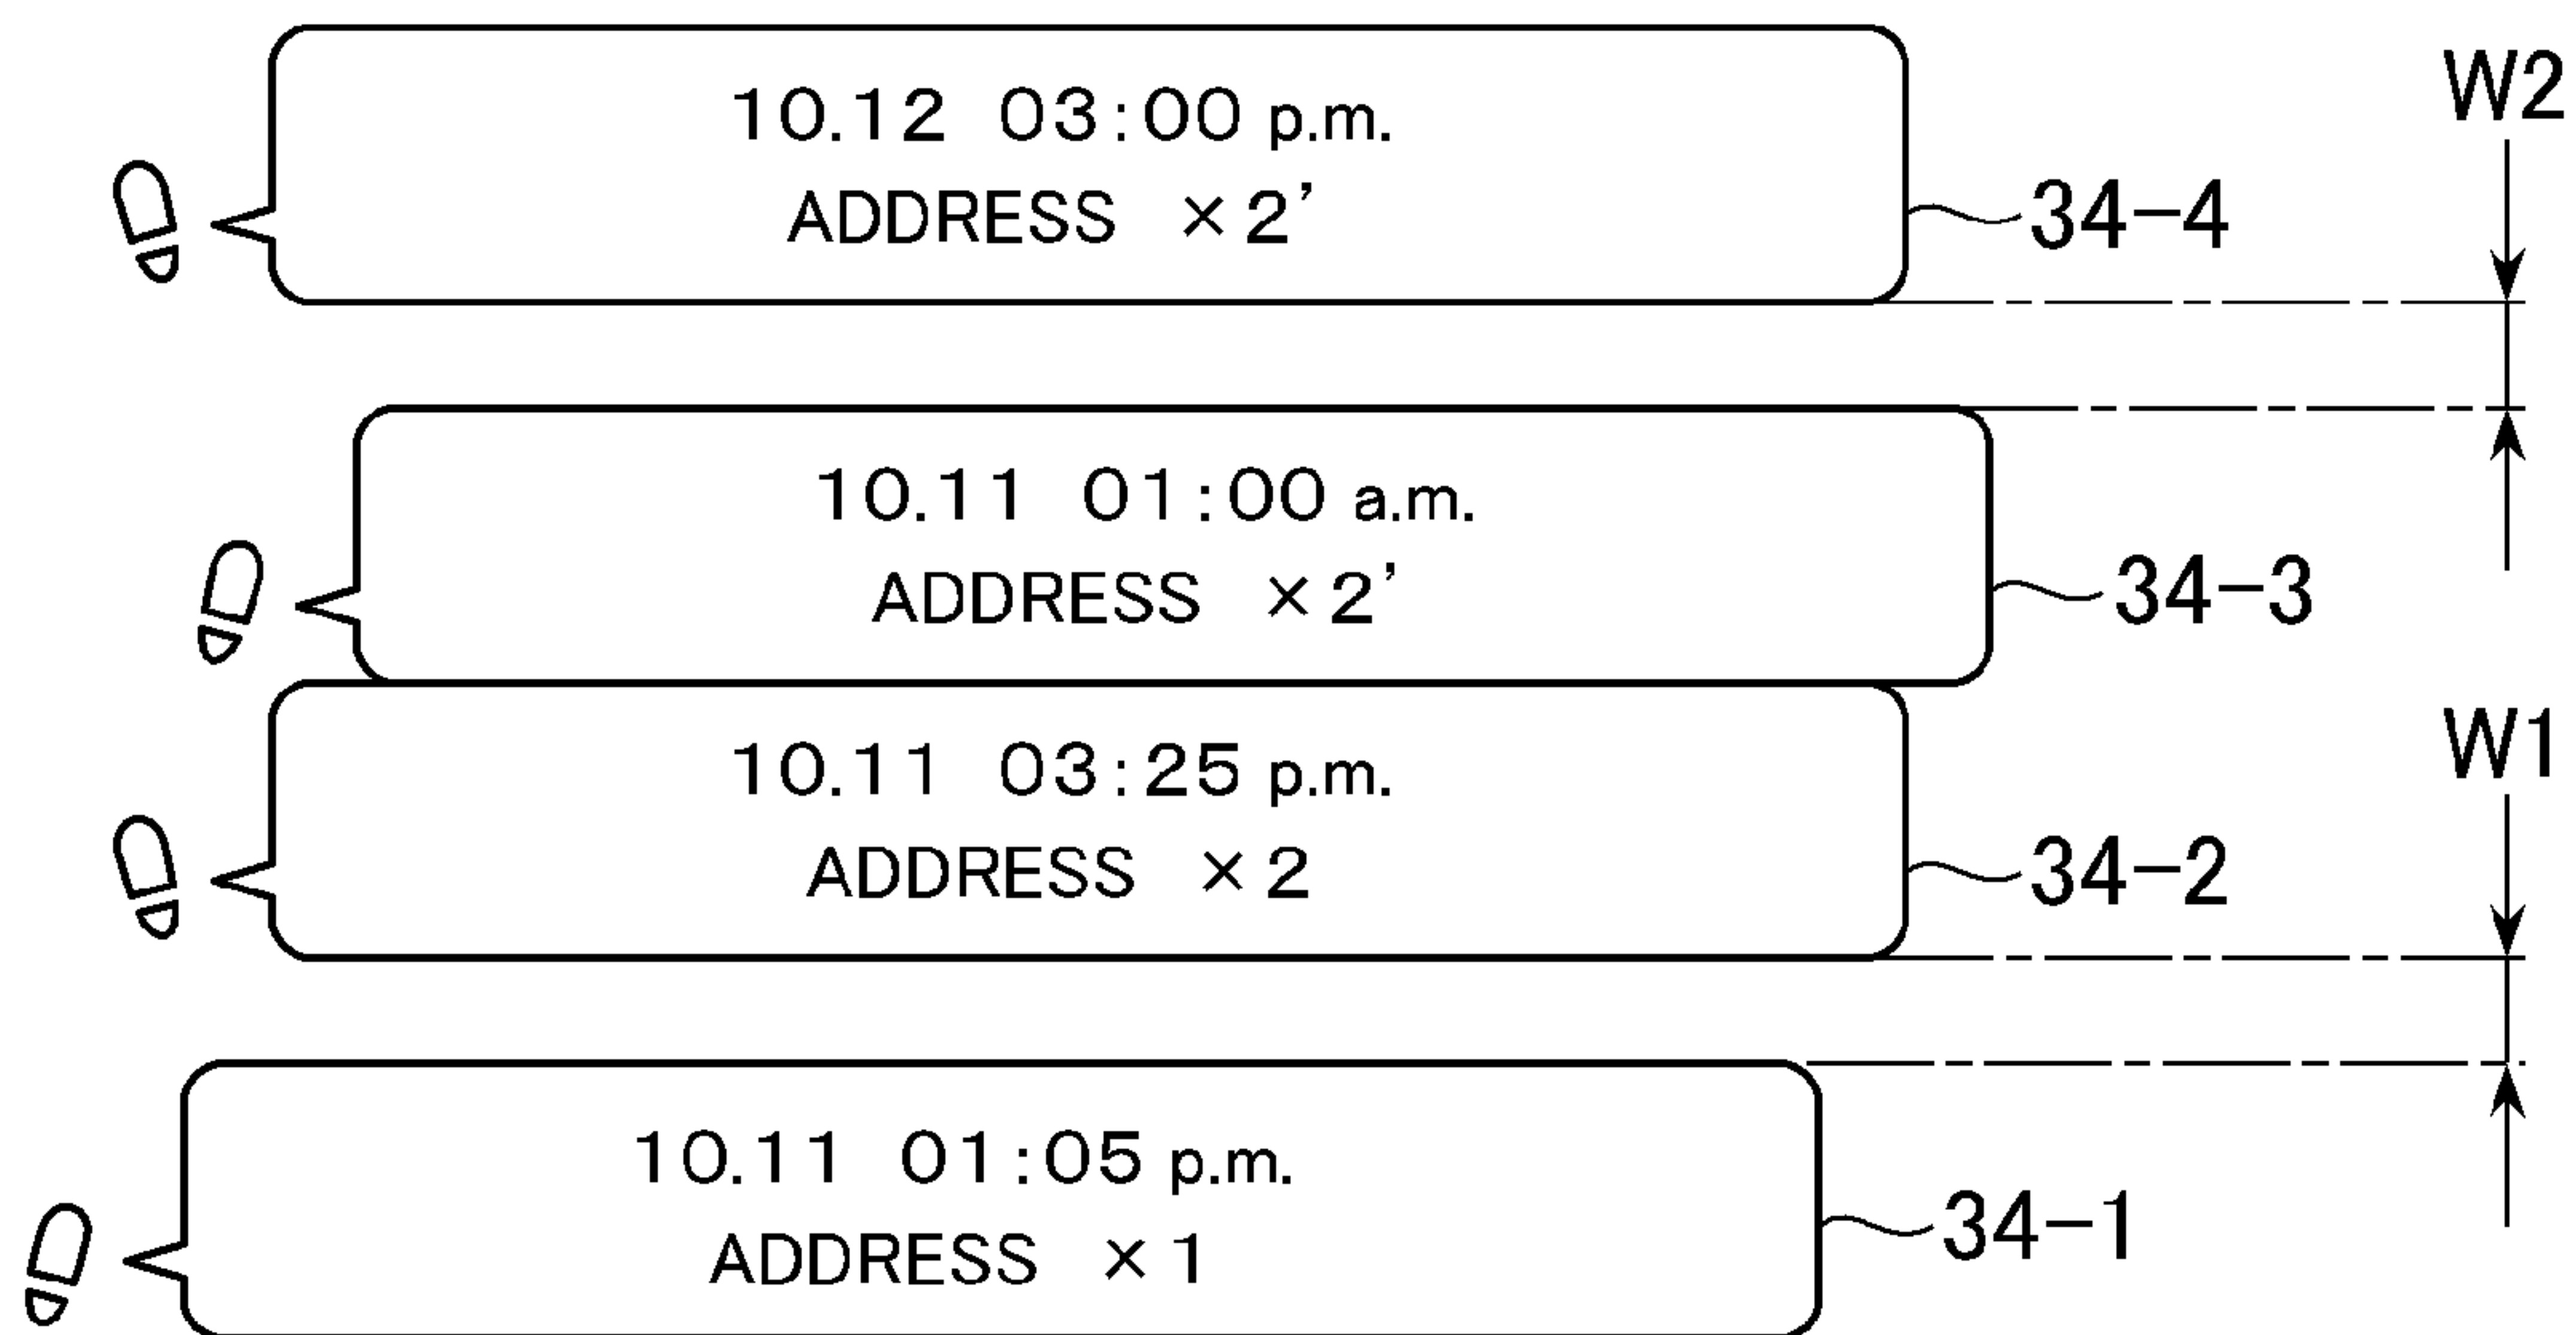 10.12 03:00 p.m.
ADDRESS ×2’
34-4
W2
10.11 01:00 a.m.
ADDRESS ×2’
34-3
10.11 03:25 p.m.
ADDRESS ×2
34-2
W1
10.11 01:05 p.m.
ADDRESS ×1
34-1